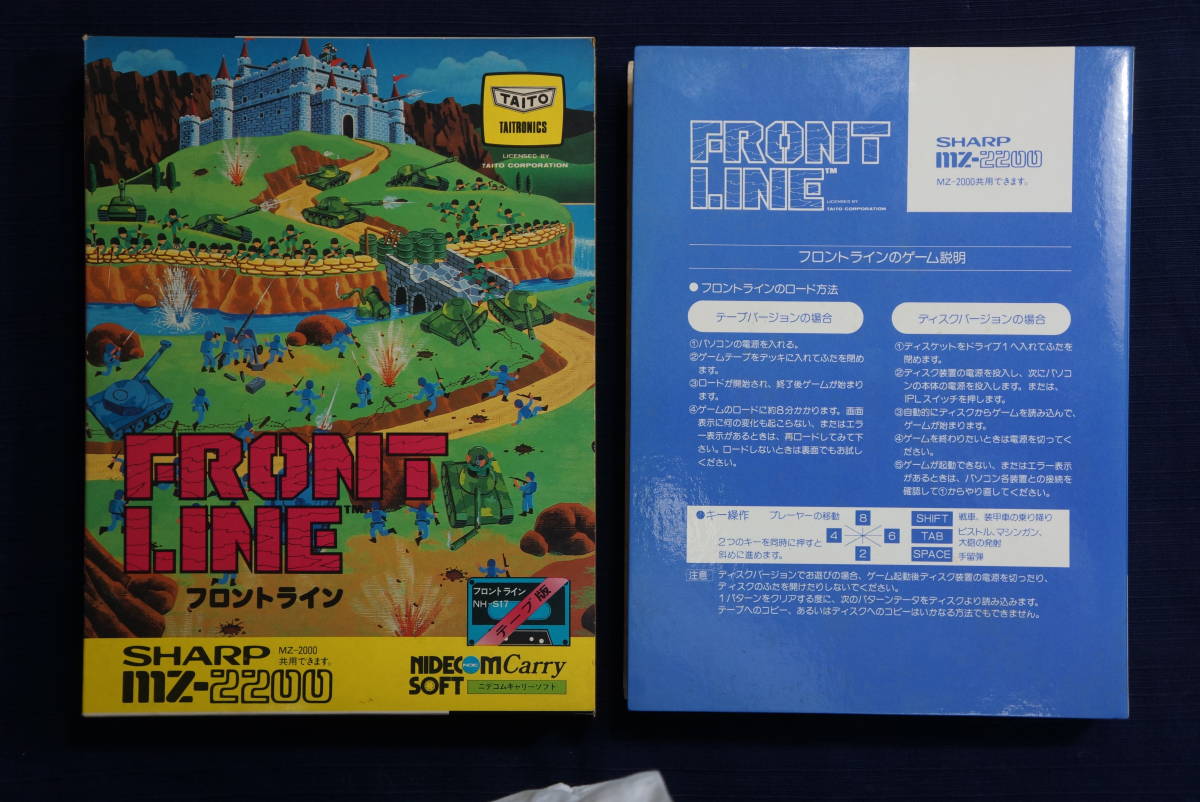 TAITO
TAITRONICS
LICENSED BY
TAITO CORPORATION
FRONT
LINE™
フロントライン
フロントライン
NH-S17
テープ版
SHARP
MZ-2000
共用できます。
mz-2200
NIDECOM Carry
SOFT
ニデコムキャリーソフト
FRONT
LINE™
LICENSED BY
TAITO CORPORATION
SHARP
mz-2200
MZ-2000共用できます。
フロントラインのゲーム説明
●フロントラインのロード方法
テープバージョンの場合
①パソコンの電源を入れる。
②ゲームテープをデッキに入れてふたを閉め
ます。
③ロードが開始され、終了後ゲームが始まり
ます。
④ゲームのロードに約8分かかります。画面
表示に何の変化も起こらない、またはエラ
ー表示があるときは、再ロードしてみて下
さい。ロードしないときは裏面でもお試し
ください。
ディスクバージョンの場合
①ディスケットをドライブ1へ入れてふたを
閉めます。
②ディスク装置の電源を投入し、次にパソコ
ンの本体の電源を投入します。または、
IPLスイッチを押します。
③自動的にディスクからゲームを読み込んで、
ゲームが始まります。
④ゲームを終わりたいときは電源を切ってく
ださい。
⑤ゲームが起動できない、またはエラー表示
があるときは、パソコン各装置との接続を
確認して①からやり直してください。
●キー操作
プレーヤーの移動
2つのキーを同時に押すと
斜めに進めます。
8
4 6
2
SHIFT 戦車、装甲車の乗り降り
TAB ピストル、マシンガン、
大砲の発射
SPACE 手留弾
注意 ディスクバージョンでお遊びの場合、ゲーム起動後ディスク装置の電源を切ったり、
ディスクのふたを開けたりしないでください。
1パターンをクリアする度に、次のパターンデータをディスクより読み込みます。
テープへのコピー、あるいはディスクへのコピーはいかなる方法でもできません。